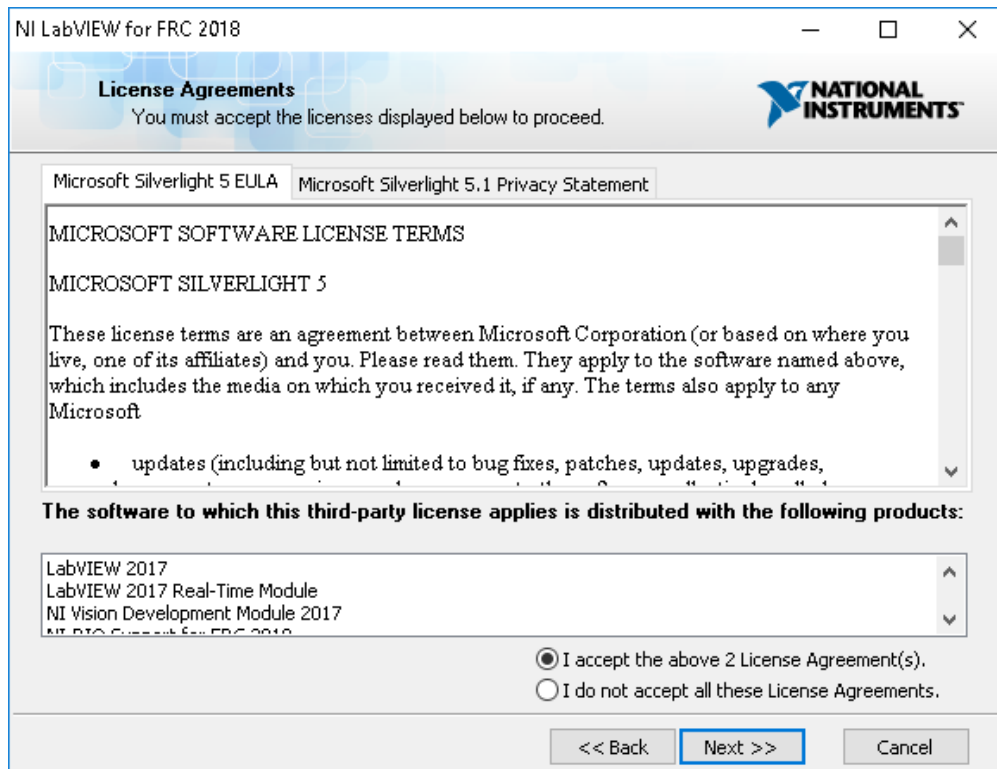 NI LabVIEW for FRC 2018
License Agreements
You must accept the licenses displayed below to proceed.
NATIONAL
INSTRUMENTS™
Microsoft Silverlight 5 EULA
Microsoft Silverlight 5.1 Privacy Statement
MICROSOFT SOFTWARE LICENSE TERMS
MICROSOFT SILVERLIGHT 5
These license terms are an agreement between Microsoft Corporation (or based on where you
live, one of its affiliates) and you. Please read them. They apply to the software named above,
which includes the media on which you received it, if any. The terms also apply to any
Microsoft
• updates (including but not limited to bug fixes, patches, updates, upgrades,
The software to which this third-party license applies is distributed with the following products:
LabVIEW 2017
LabVIEW 2017 Real-Time Module
NI Vision Development Module 2017
I accept the above 2 License Agreement(s).
I do not accept all these License Agreements.
<< Back
Next >>
Cancel